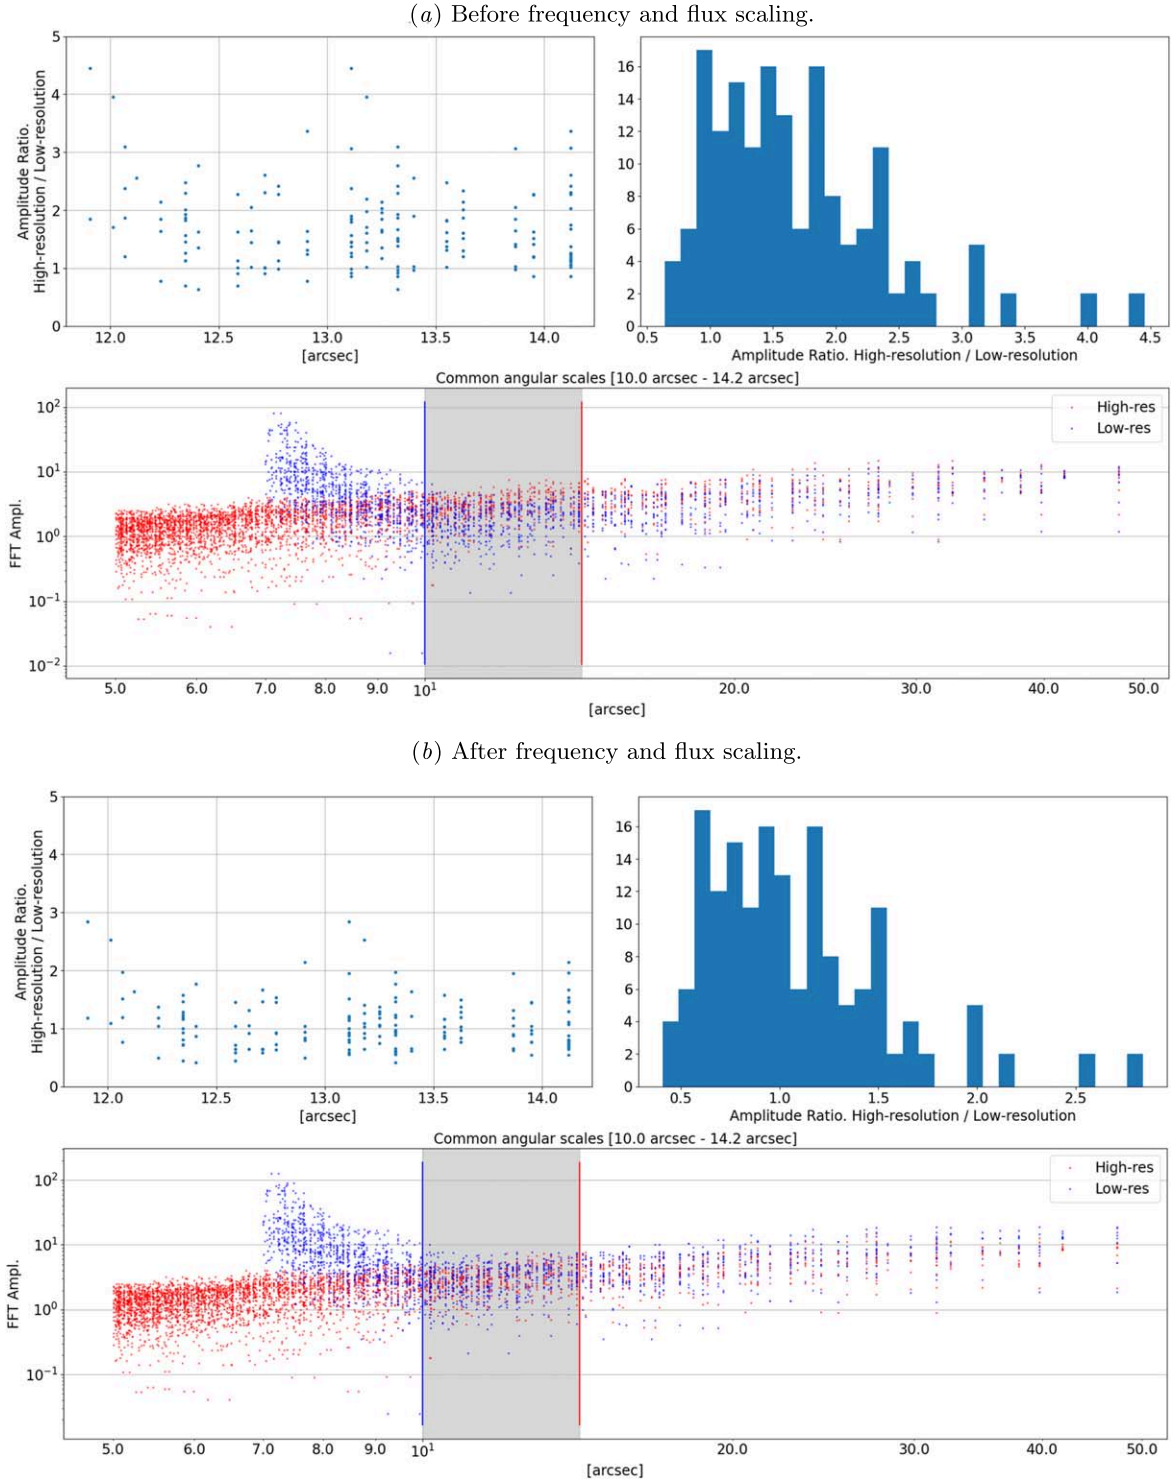 (a) Before frequency and flux scaling.
Amplitude Ratio.
High-resolution / Low-resolution
5
4
3
2
1
0
12.0 12.5 13.0 13.5 14.0
[arcsec]
16
14
12
10
8
6
4
2
0
0.5 1.0 1.5 2.0 2.5 3.0 3.5 4.0 4.5
Amplitude Ratio. High-resolution / Low-resolution
Common angular scales [10.0 arcsec - 14.2 arcsec]
FFT Ampl.
10²
10¹
10⁰
10⁻¹
10⁻²
High-res
Low-res
5.0 6.0 7.0 8.0 9.0 10¹ 20.0 30.0 40.0 50.0
[arcsec]
(b) After frequency and flux scaling.
Amplitude Ratio.
High-resolution / Low-resolution
5
4
3
2
1
0
12.0 12.5 13.0 13.5 14.0
[arcsec]
16
14
12
10
8
6
4
2
0
0.5 1.0 1.5 2.0 2.5
Amplitude Ratio. High-resolution / Low-resolution
Common angular scales [10.0 arcsec - 14.2 arcsec]
FFT Ampl.
10²
10¹
10⁰
10⁻¹
High-res
Low-res
5.0 6.0 7.0 8.0 9.0 10¹ 20.0 30.0 40.0 50.0
[arcsec]